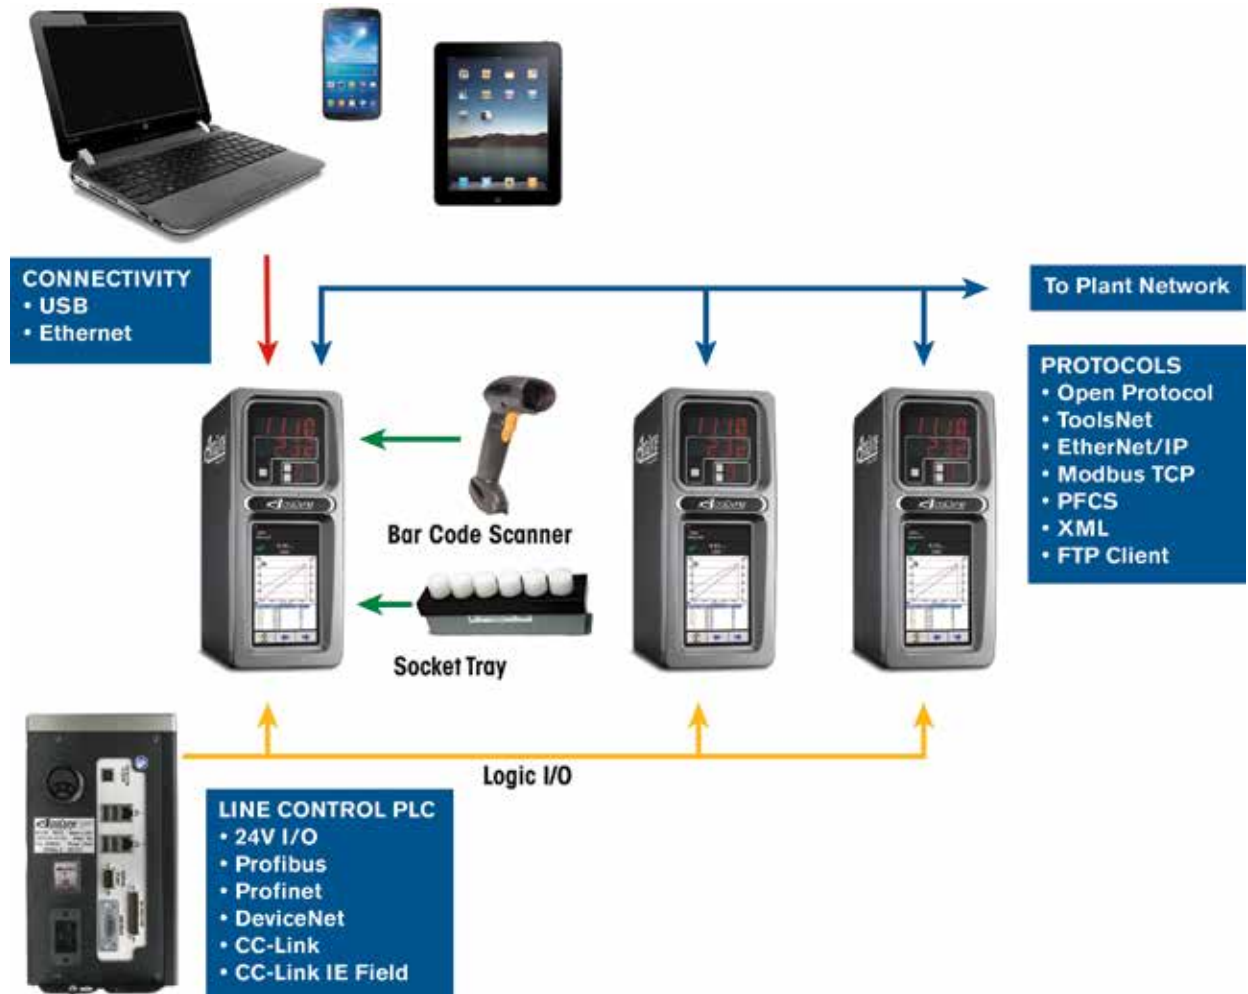 CONNECTIVITY
• USB
• Ethernet
To Plant Network
PROTOCOLS
• Open Protocol
• ToolsNet
• EtherNet/IP
• Modbus TCP
• PFCS
• XML
• FTP Client
Bar Code Scanner
Socket Tray
Logic I/O
LINE CONTROL PLC
• 24V I/O
• Profibus
• Profinet
• DeviceNet
• CC-Link
• CC-Link IE Field